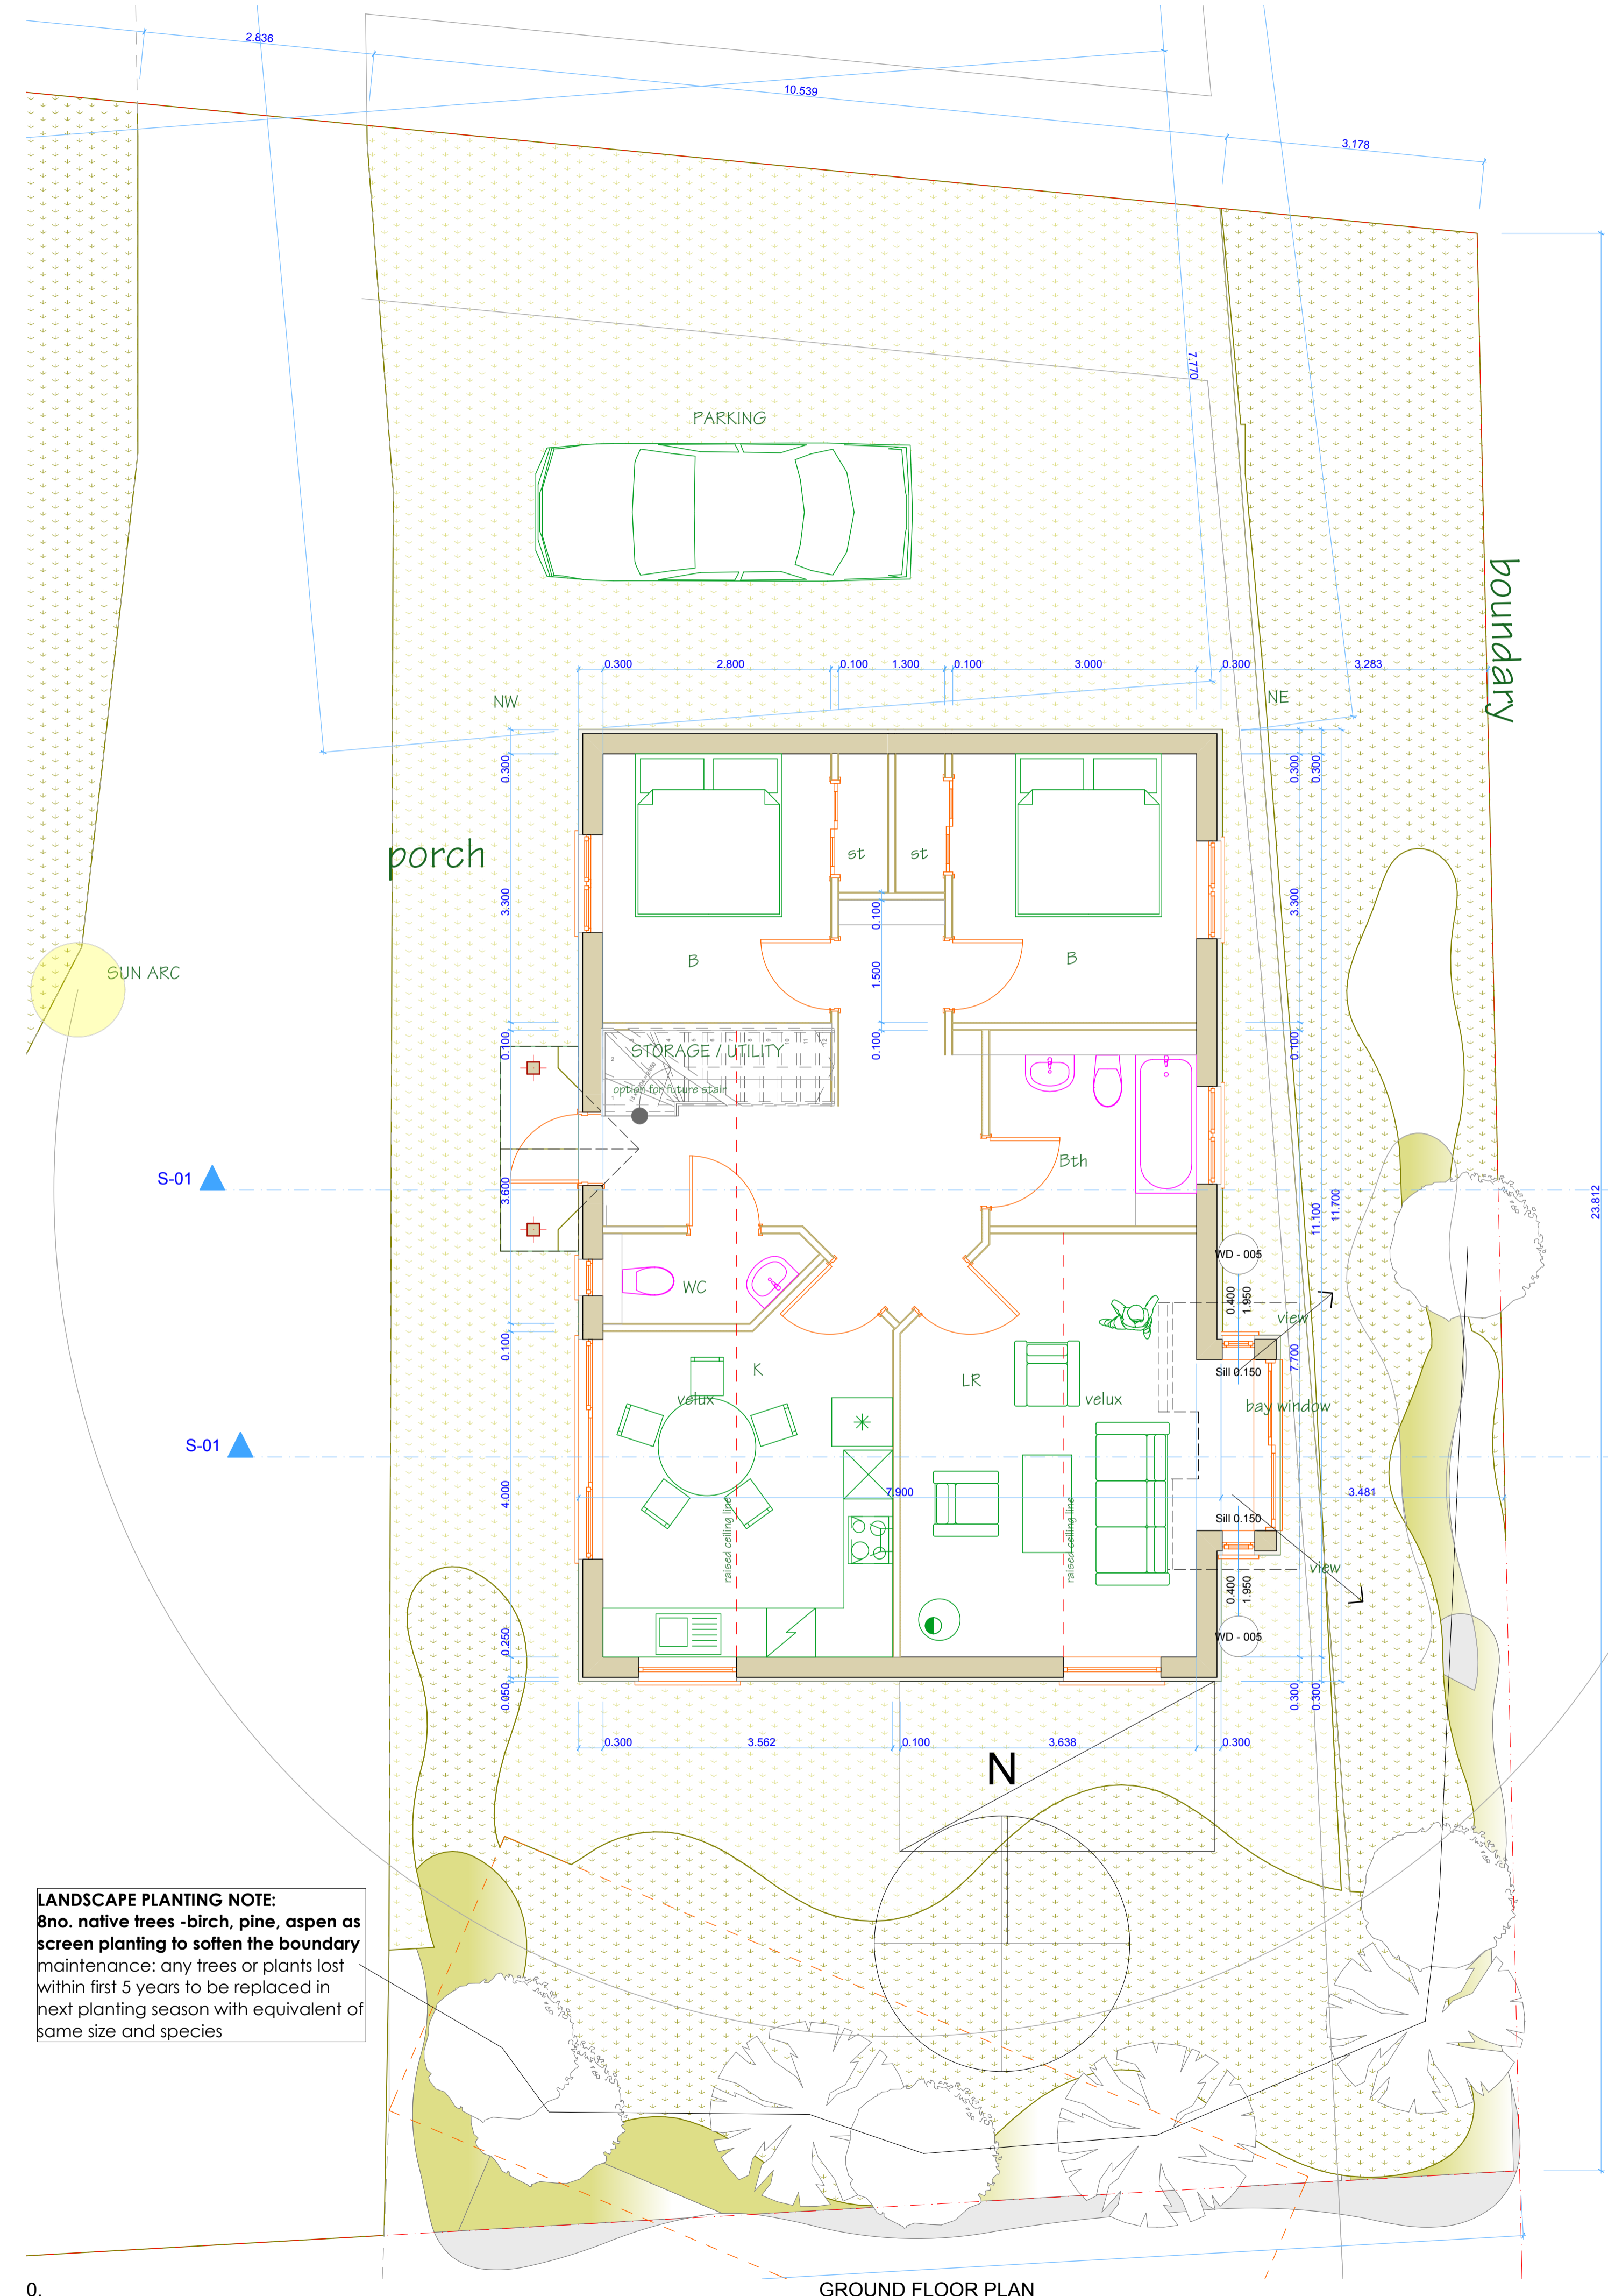 2.836
10.539
3.178
7.770
PARKING
boundary
0.300
2.800
0.100
1.300
0.100
3.000
0.300
3.283
NW
NE
0.300
0.300
0.300
porch
st
st
3.300
0.100
3.300
B
B
1.500
SUN ARC
0.100
STORAGE / UTILITY
0.100
0.100
option for future stair
Bth
S-01
3.600
11.100
11.700
23.812
WD - 005
WC
0.400
1.950
view
0.100
7.700
K
LR
Sill 0.150
velux
velux
bay window
S-01
4.000
7.900
3.481
raised ceiling line
raised ceiling line
Sill 0.150
view
0.400
1.950
0.250
WD - 005
0.050
0.300
0.300
0.300
3.562
0.100
3.638
0.300
N
LANDSCAPE PLANTING NOTE:
8no. native trees -birch, pine, aspen as
screen planting to soften the boundary
maintenance: any trees or plants lost
within first 5 years to be replaced in
next planting season with equivalent of
same size and species
0.
GROUND FLOOR PLAN